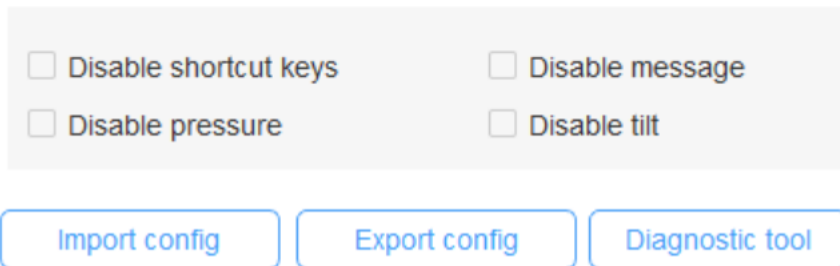 Disable shortcut keys Disable message
Disable pressure Disable tilt
Import config Export config Diagnostic tool